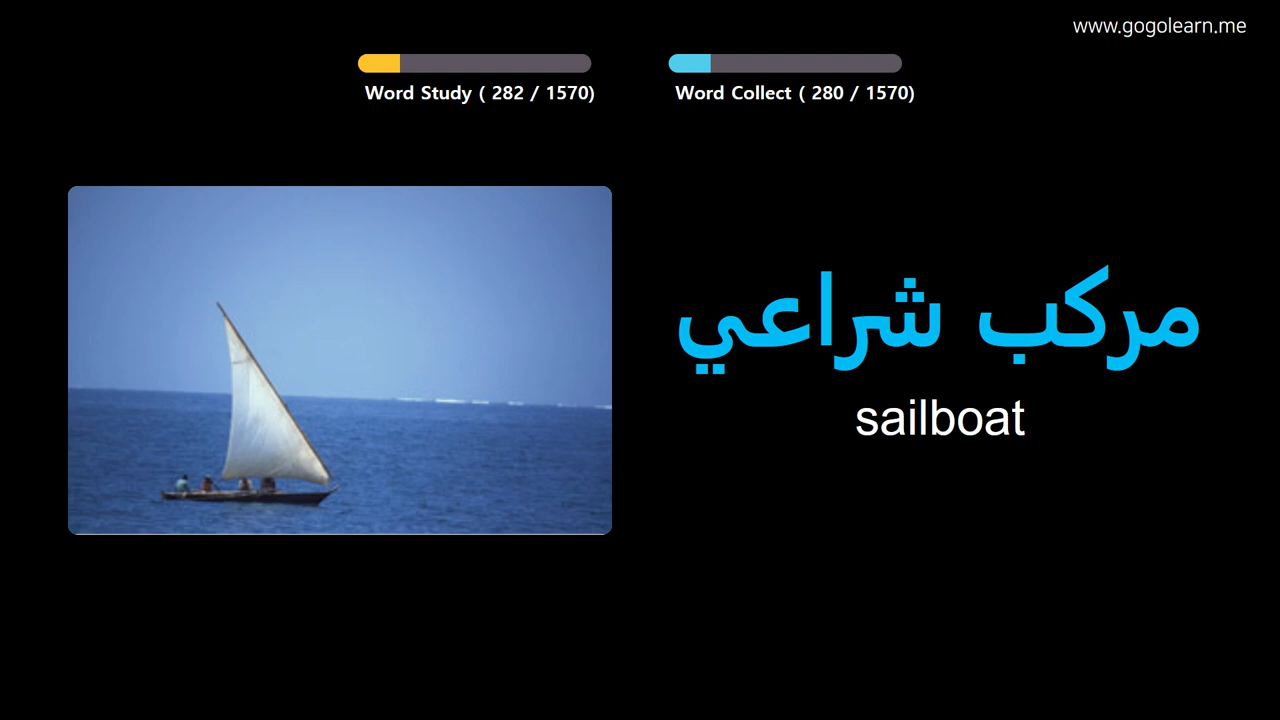 www.gogolearn.me
Word Study ( 282 / 1570)
Word Collect ( 280 / 1570)
مركب شراعي
sailboat